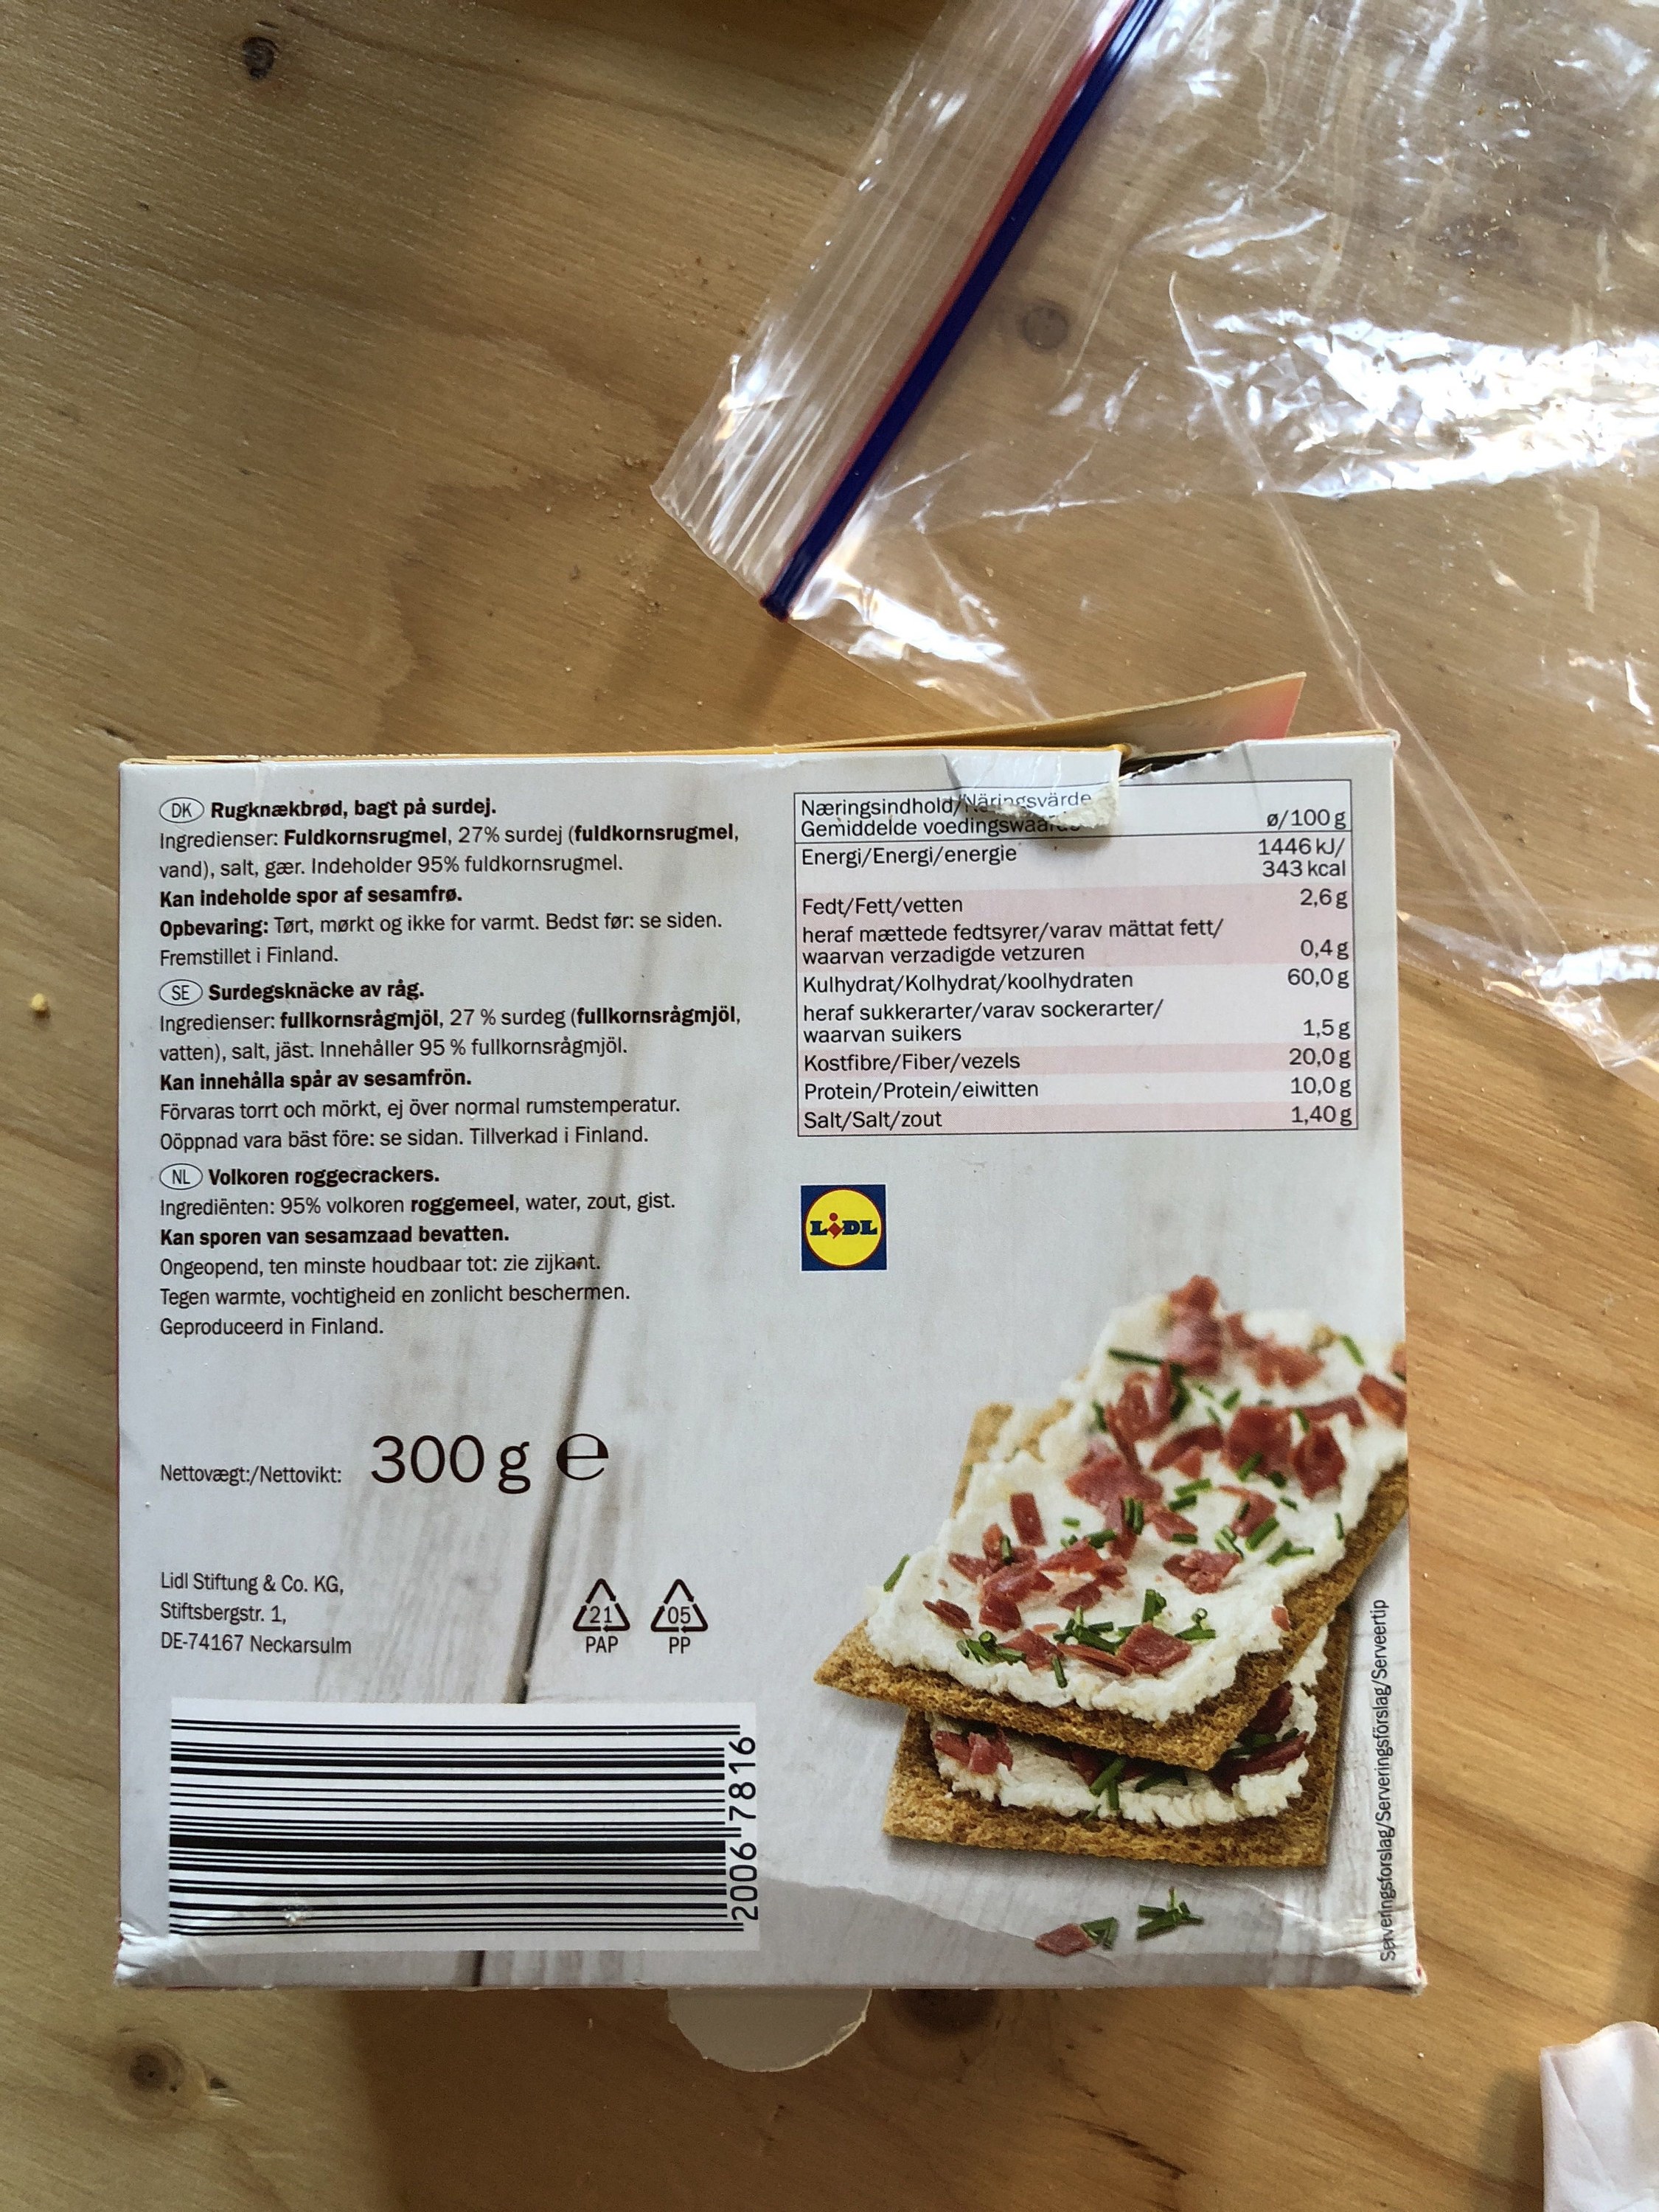 DK Rugknækbrød, bagt på surdej.
Ingredienser: Fuldkornsrugmel, 27% surdej (fuldkornsrugmel,
vand), salt, gær. Indeholder 95% fuldkornsrugmel.
Kan indeholde spor af sesamfrø.
Opbevaring: Tørt, mørkt og ikke for varmt. Bedst før: se siden.
Fremstillet i Finland.
SE Surdegsknäcke av råg.
Ingredienser: fullkornsrågmjöl, 27 % surdeg (fullkornsrågmjöl,
vatten), salt, jäst. Innehåller 95 % fullkornsrågmjöl.
Kan innehålla spår av sesamfrön.
Förvaras torrt och mörkt, ej över normal rumstemperatur.
Oöppnad vara bäst före: se sidan. Tillverkad i Finland.
NL Volkoren roggecrackers.
Ingrediënten: 95% volkoren roggemeel, water, zout, gist.
Kan sporen van sesamzaad bevatten.
Ongeopend, ten minste houdbaar tot: zie zijkant.
Tegen warmte, vochtigheid en zonlicht beschermen.
Geproduceerd in Finland.
Nettovægt:/Nettovikt: 300 g e
Lidl Stiftung & Co. KG,
Stiftsbergstr. 1,
DE-74167 Neckarsulm
21 05
PAP PP
2006 7816
Næringsindhold/Näringsvärde
Gemiddelde ø/100 g
Energi/Energi/energie 1446 kJ/
343 kcal
Fedt/Fett/vetten 2,6 g
heraf mættede fedtsyrer/varav mättat fett/
waarvan verzadigde vetzuren 0,4 g
Kulhydrat/Kolhydrat/koolhydraten 60,0 g
heraf sukkerarter/varav sockerarter/
waarvan suikers 1,5 g
Kostfibre/Fiber/vezels 20,0 g
Protein/Protein/eiwitten 10,0 g
Salt/Salt/zout 1,40 g
LIDL
Serveringsforslag/Serveringsförslag/Serveertip